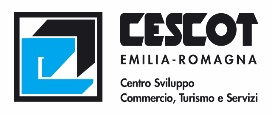 CESCOT
EMILIA-ROMAGNA
Centro Sviluppo
Commercio, Turismo e Servizi